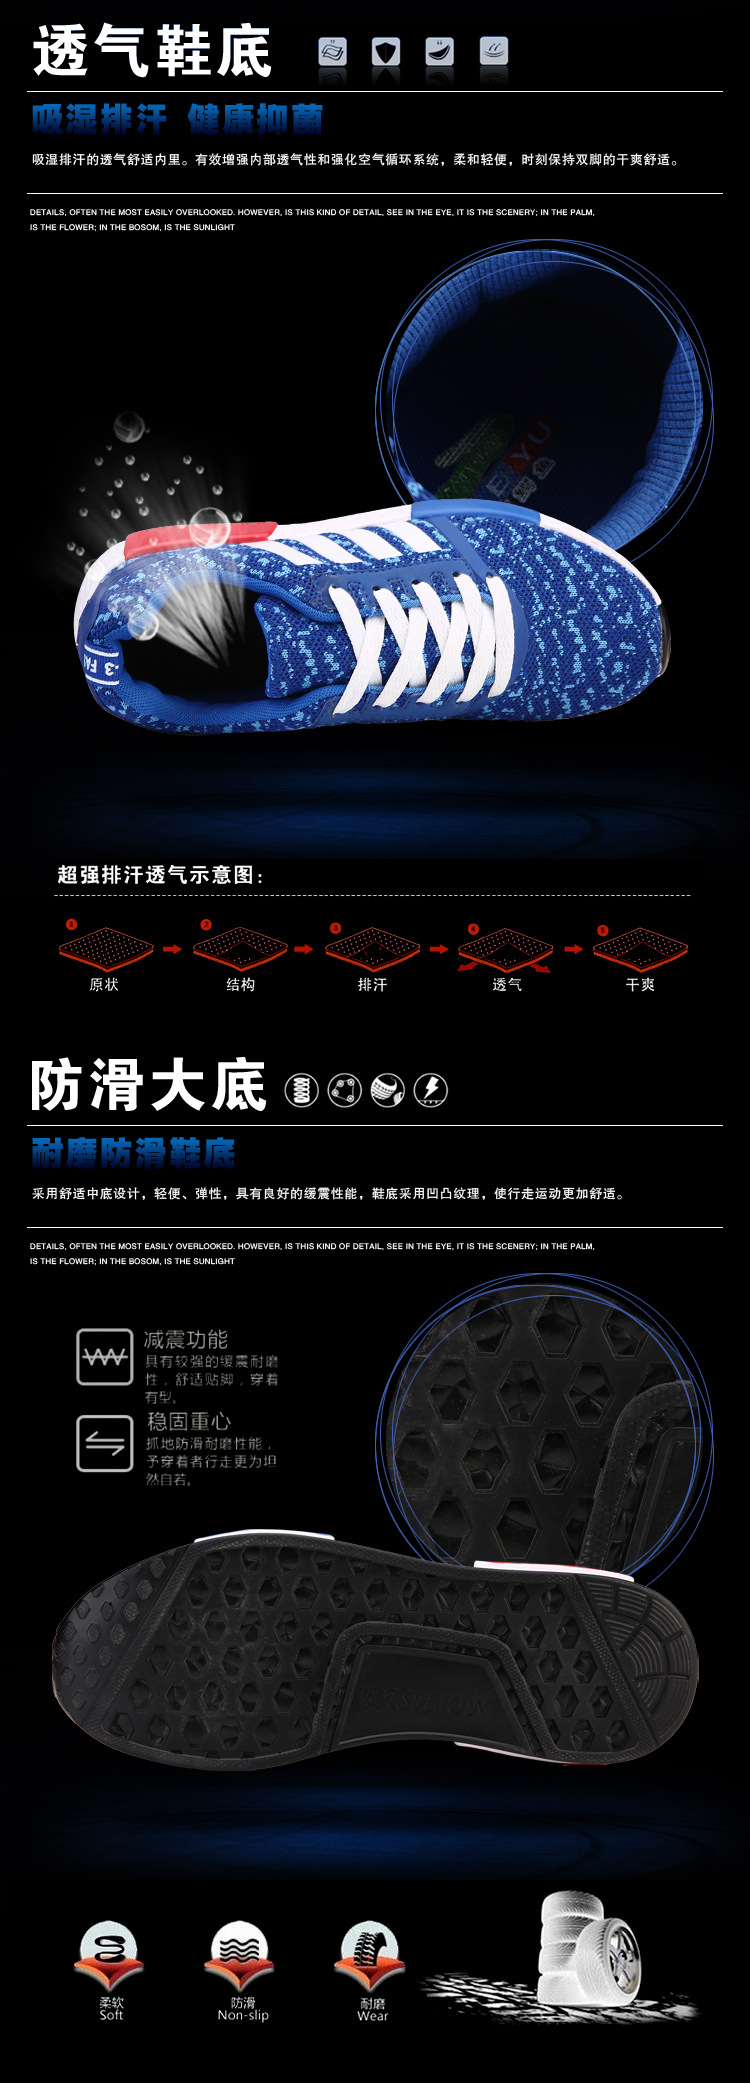 透气鞋底
吸湿排汗 健康抑菌
吸湿排汗的透气舒适内里。有效增强内部透气性和强化空气循环系统，柔和轻便，时刻保持双脚的干爽舒适。
DETAILS, OFTEN THE MOST EASILY OVERLOOKED. HOWEVER, IS THIS KIND OF DETAIL, SEE IN THE EYE, IT IS THE SCENERY; IN THE PALM,
IS THE FLOWER; IN THE BOSOM, IS THE SUNLIGHT
超强排汗透气示意图：
1 2 3 4 5
原状 结构 排汗 透气 干爽
防滑大底
耐磨防滑鞋底
采用舒适中底设计，轻便、弹性，具有良好的缓震性能，鞋底采用凹凸纹理，使行走运动更加舒适。
DETAILS, OFTEN THE MOST EASILY OVERLOOKED. HOWEVER, IS THIS KIND OF DETAIL, SEE IN THE EYE, IT IS THE SCENERY; IN THE PALM,
IS THE FLOWER; IN THE BOSOM, IS THE SUNLIGHT
减震功能
具有较强的缓震耐磨
性，舒适贴脚，穿着
有型。
稳固重心
抓地防滑耐磨性能，
予穿着者行走更为坦
然自若。
FASHION
柔软 防滑 耐磨
Soft Non-slip Wear